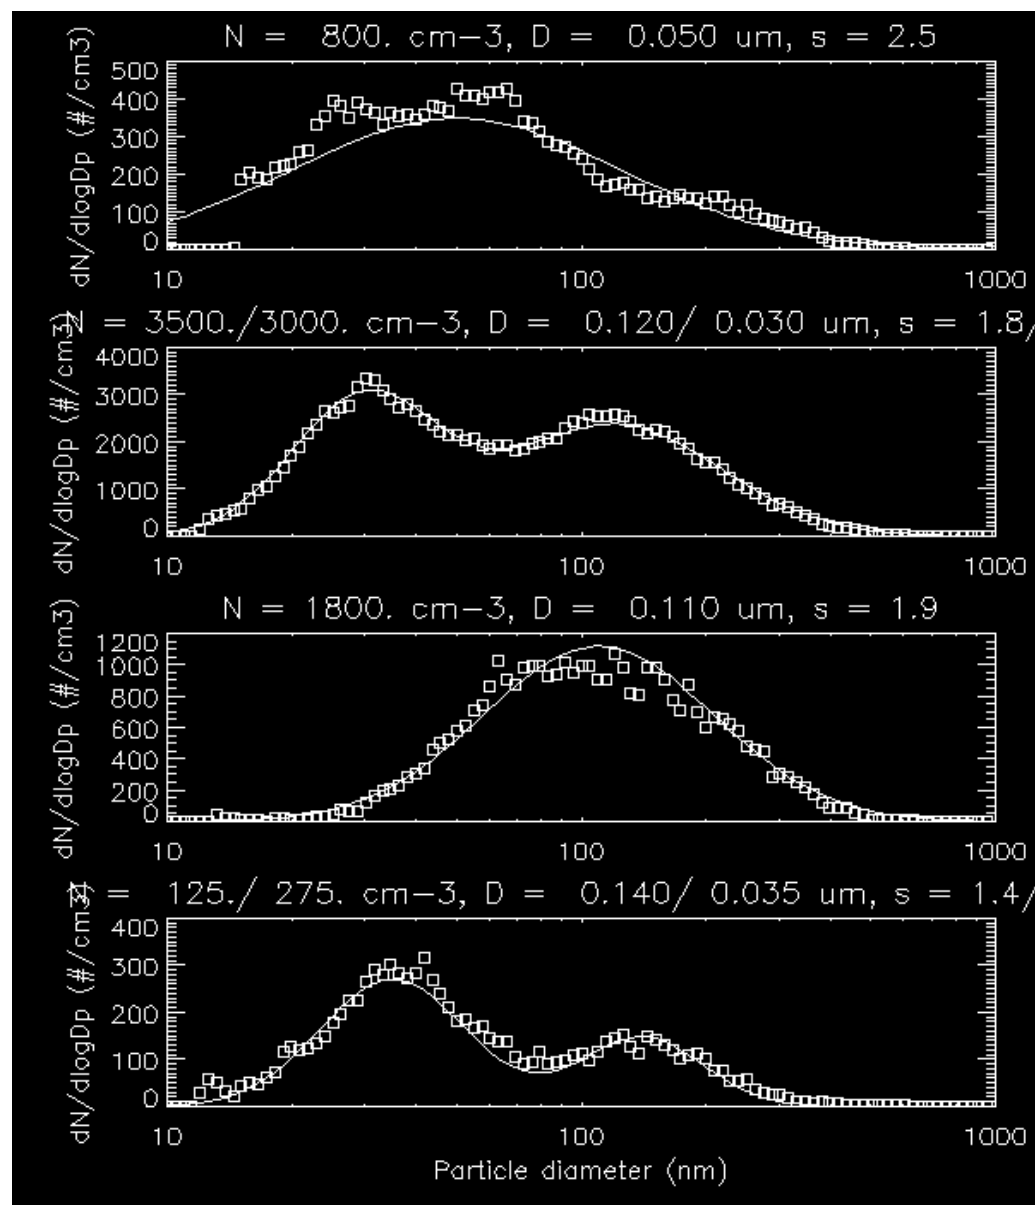 N = 800. cm-3, D = 0.050 um, s = 2.5
dN/dlogDp (#/cm3)
500
400
300
200
100
0
10 100 1000
N = 3500./3000. cm-3, D = 0.120/ 0.030 um, s = 1.8/
dN/dlogDp (#/cm3)
4000
3000
2000
1000
0
10 100 1000
N = 1800. cm-3, D = 0.110 um, s = 1.9
dN/dlogDp (#/cm3)
1200
1000
800
600
400
200
0
10 100 1000
= 125./ 275. cm-3, D = 0.140/ 0.035 um, s = 1.4/
dN/dlogDp (#/cm3)
400
300
200
100
0
10 100 1000
Particle diameter (nm)